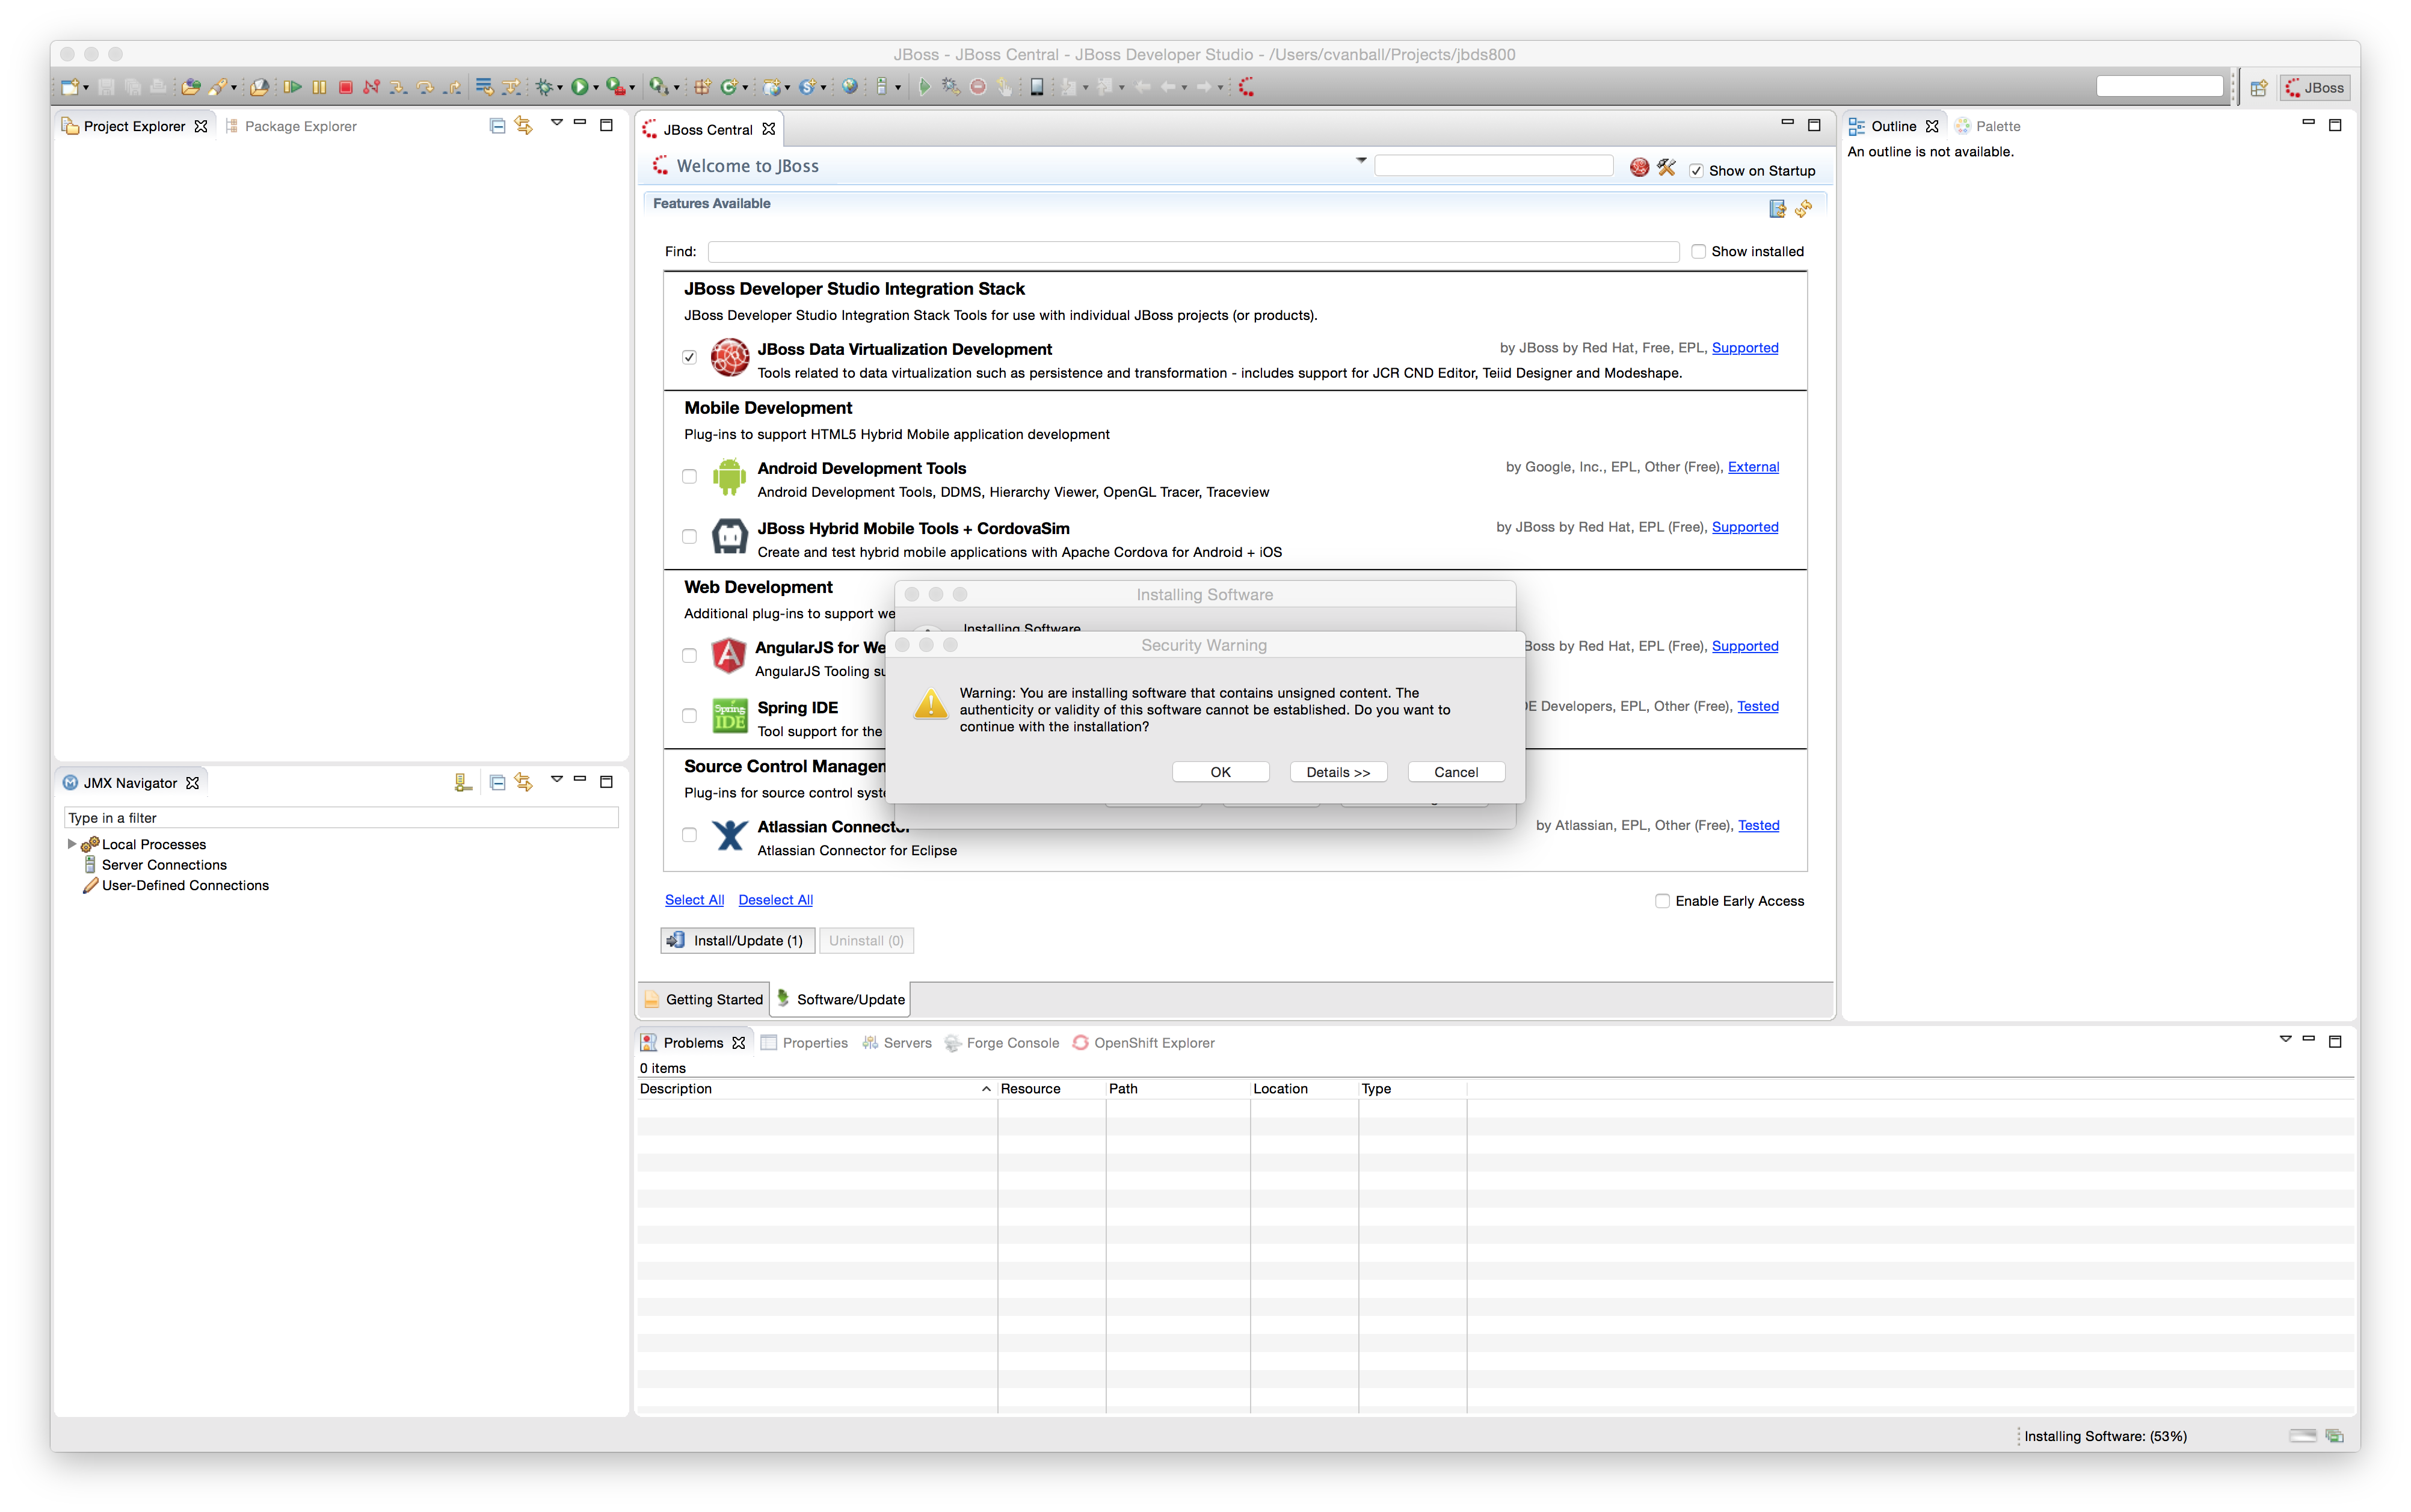 JBoss - JBoss Central - JBoss Developer Studio - /Users/cvanball/Projects/jbds800
JBoss
Project Explorer
Package Explorer
JBoss Central
Outline
Palette
An outline is not available.
Welcome to JBoss
Show on Startup
Features Available
Find:
Show installed
JBoss Developer Studio Integration Stack
JBoss Developer Studio Integration Stack Tools for use with individual JBoss projects (or products).
JBoss Data Virtualization Development
by JBoss by Red Hat, Free, EPL, Supported
Tools related to data virtualization such as persistence and transformation - includes support for JCR CND Editor, Teiid Designer and Modeshape.
Mobile Development
Plug-ins to support HTML5 Hybrid Mobile application development
Android Development Tools
by Google, Inc., EPL, Other (Free), External
Android Development Tools, DDMS, Hierarchy Viewer, OpenGL Tracer, Traceview
JBoss Hybrid Mobile Tools + CordovaSim
by JBoss by Red Hat, EPL (Free), Supported
Create and test hybrid mobile applications with Apache Cordova for Android + iOS
Web Development
Additional plug-ins to support we
AngularJS for We
Boss by Red Hat, EPL (Free), Supported
AngularJS Tooling su
Spring IDE
Spring IDE
DE Developers, EPL, Other (Free), Tested
Tool support for the
Source Control Managem
Plug-ins for source control syste
Atlassian Connector
by Atlassian, EPL, Other (Free), Tested
Atlassian Connector for Eclipse
Installing Software
Installing Software
Security Warning
Warning: You are installing software that contains unsigned content. The
authenticity or validity of this software cannot be established. Do you want to
continue with the installation?
OK
Details >>
Cancel
Select All
Deselect All
Enable Early Access
Install/Update (1)
Uninstall (0)
Getting Started
Software/Update
JMX Navigator
Type in a filter
Local Processes
Server Connections
User-Defined Connections
Problems
Properties
Servers
Forge Console
OpenShift Explorer
0 items
Description
Resource
Path
Location
Type
Installing Software: (53%)